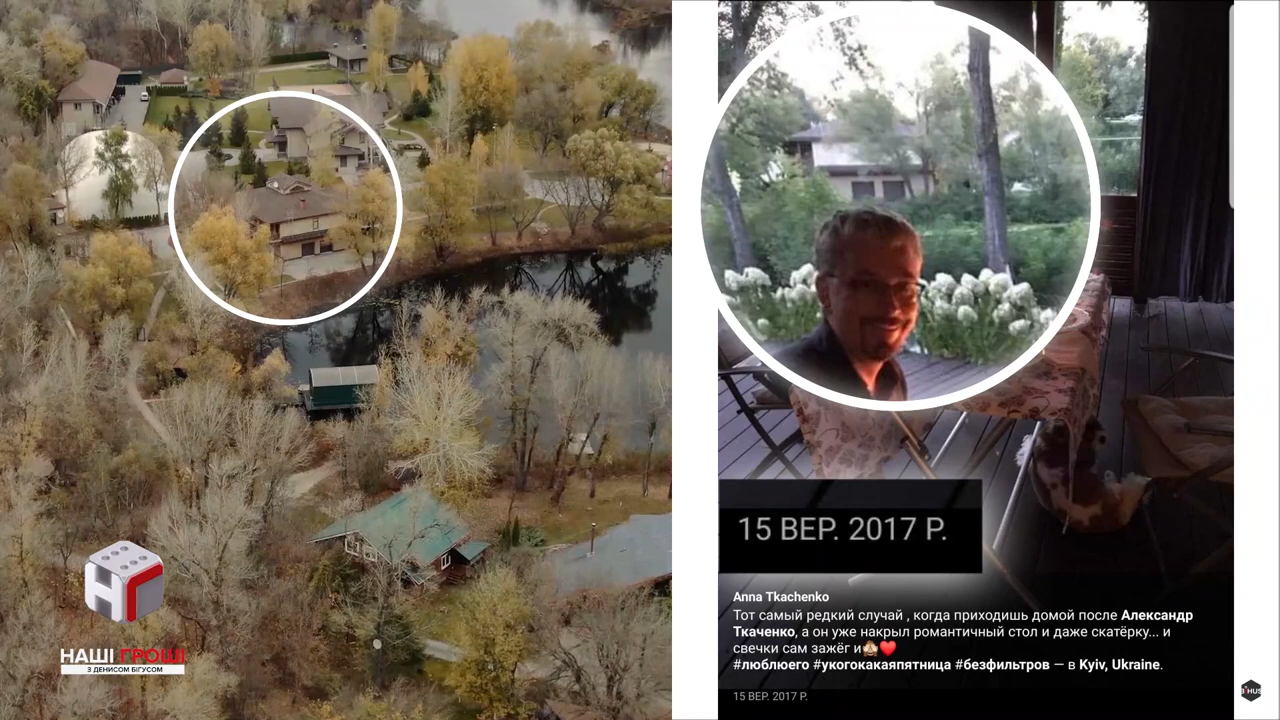 НАШІ ГРОШІ
З ДЕНИСОМ БІГУСОМ
15 ВЕР. 2017 Р.
Anna Tkachenko
Тот самый редкий случай , когда приходишь домой после Александр
Ткаченко, а он уже накрыл романтичный стол и даже скатёрку... и
свечки сам зажёг и🙈❤️
#люблюего #укогокакаяпятница #безфильтров — в Kyiv, Ukraine.
15 ВЕР. 2017 Р.
BIHUS